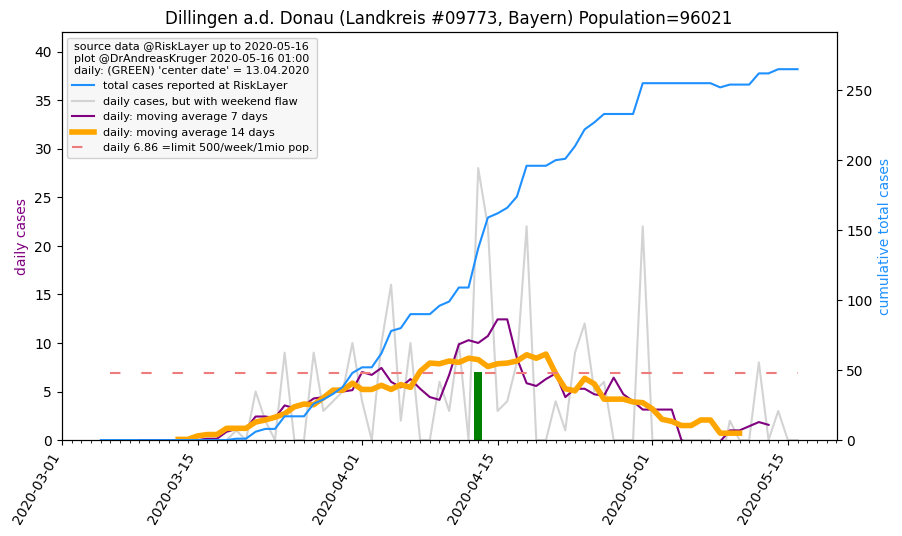 Dillingen a.d. Donau (Landkreis #09773, Bayern) Population=96021
source data @RiskLayer up to 2020-05-16
plot @DrAndreasKruger 2020-05-16 01:00
daily: (GREEN) 'center date' = 13.04.2020
total cases reported at RiskLayer
daily cases, but with weekend flaw
daily: moving average 7 days
daily: moving average 14 days
daily 6.86 =limit 500/week/1mio pop.
daily cases
40
35
30
25
20
15
10
5
0
250
200
150
100
50
0
cumulative total cases
2020-03-01
2020-03-15
2020-04-01
2020-04-15
2020-05-01
2020-05-15